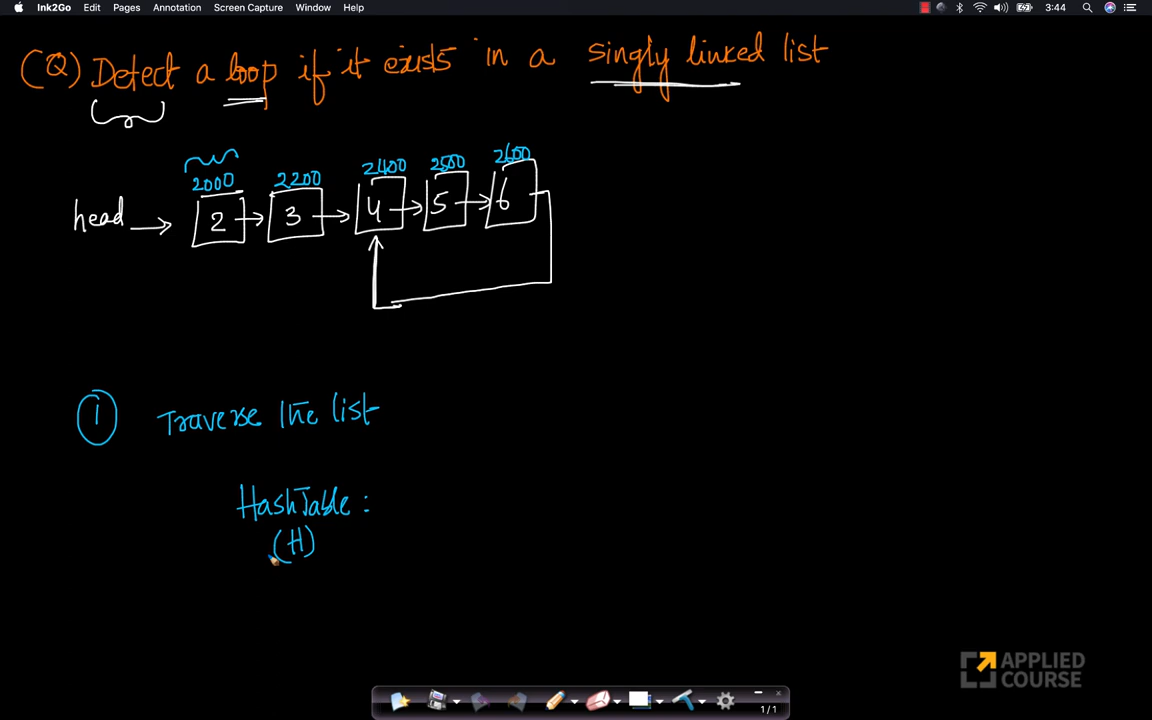 Ink2Go Edit Pages Annotation Screen Capture Window Help 3:44
(Q) Detect a loop if it exists in a singly linked list
2000 2200 2400 2500 2600
head → 2 → 3 → 4 → 5 → 6
1 Traverse the list
HashTable :
(H)
APPLIED
COURSE
1/1